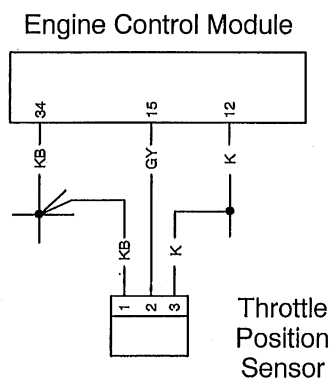 Engine Control Module
34 15 12
KB GY K
KB K
1 2 3
Throttle
Position
Sensor